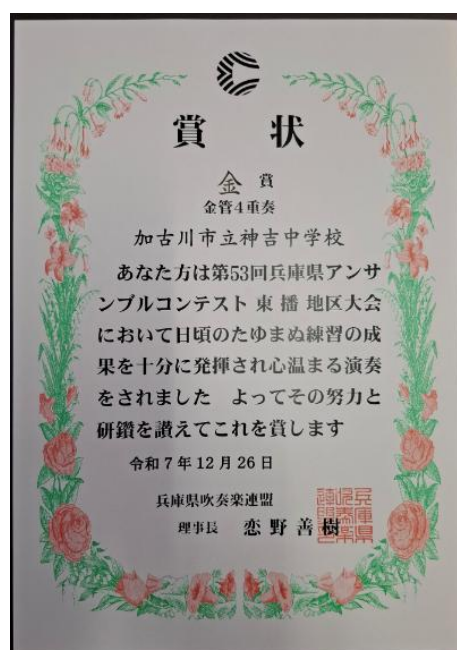 賞 状
金 賞
金管4重奏
加古川市立神吉中学校
あなた方は第53回兵庫県アンサ
ンブルコンテスト 東 播 地区大会
において日頃のたゆまぬ練習の成
果を十分に発揮され心温まる演奏
をされました よってその努力と
研鑽を讃えてこれを賞します
令和7年12月26日
兵庫県吹奏楽連盟
理事長 恋野善樹